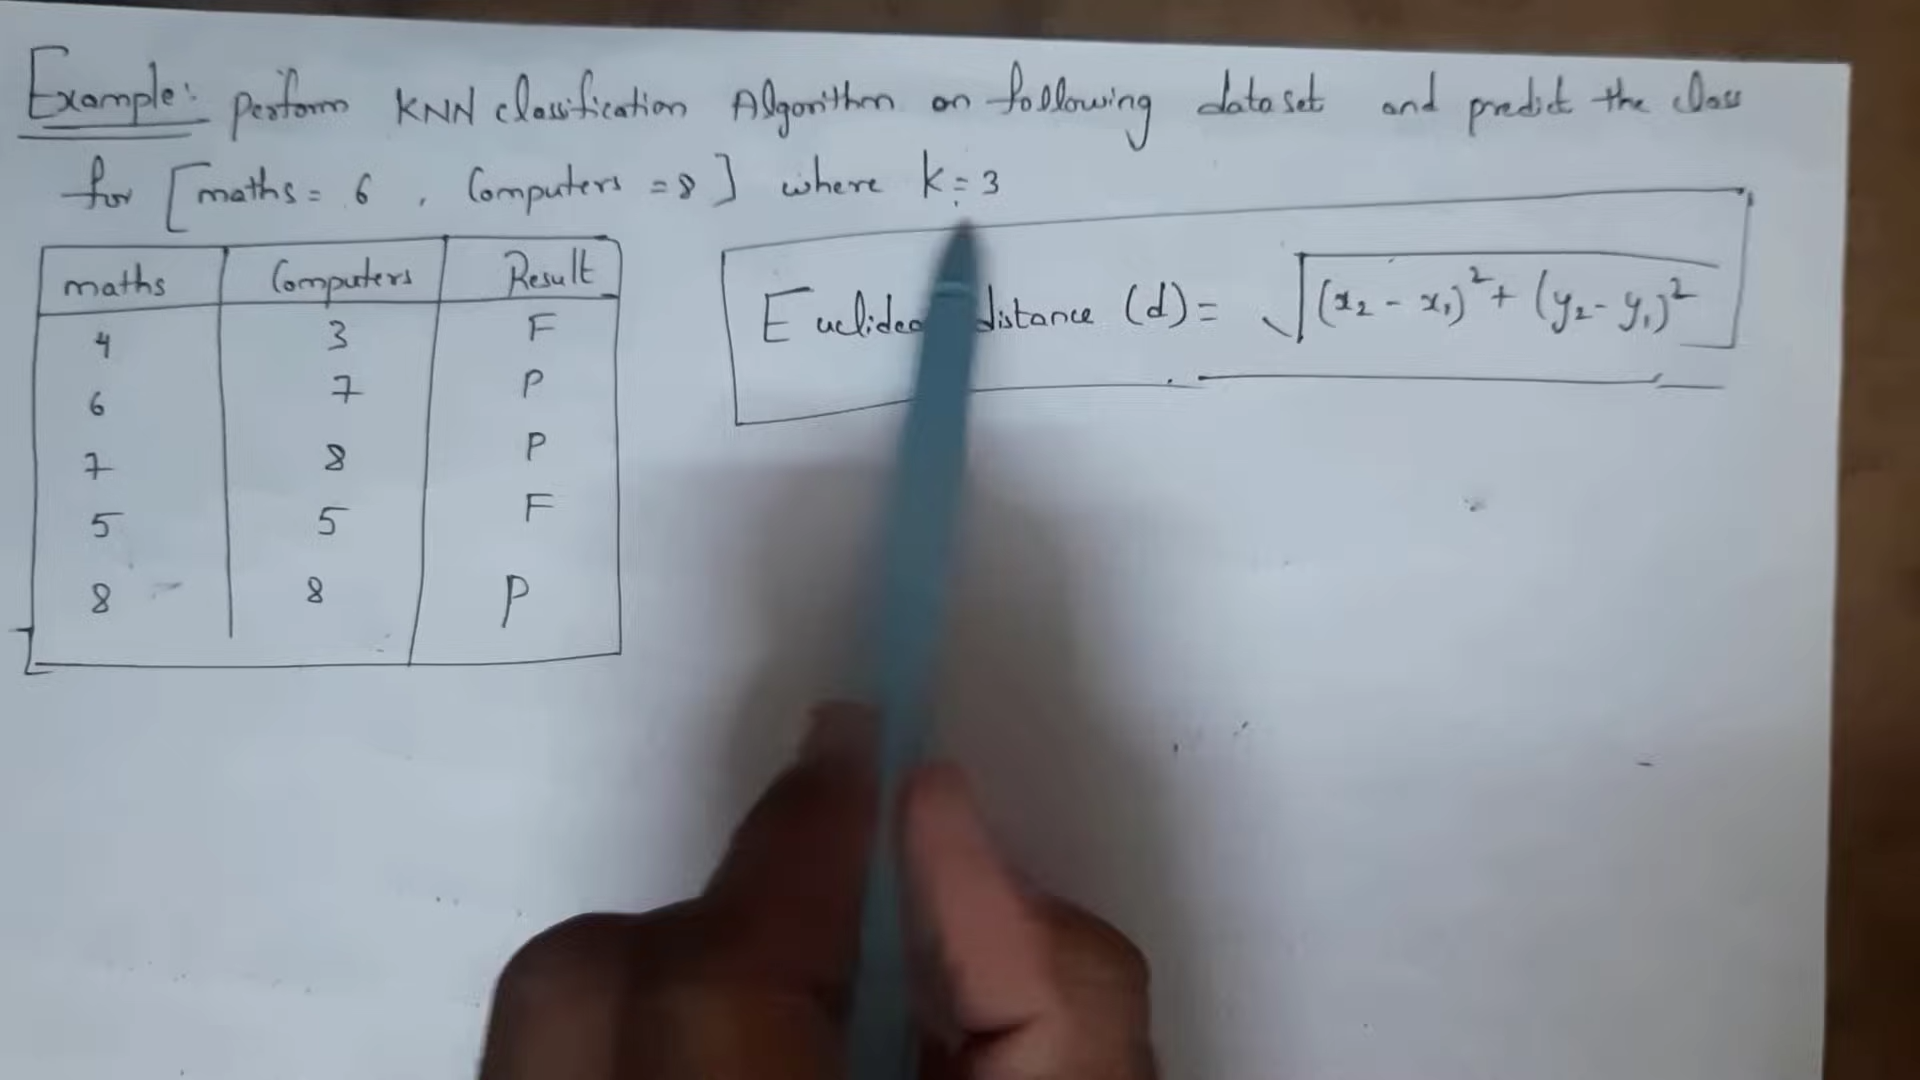 Example: perform KNN classification Algorithm on following dataset and predict the class
for [maths = 6 , Computers = 8] where k = 3
maths Computers Result
4 3 F
6 7 P
7 8 P
5 5 F
8 8 P
distance (d) = √(x₂ - x₁)² + (y₂ - y₁)²